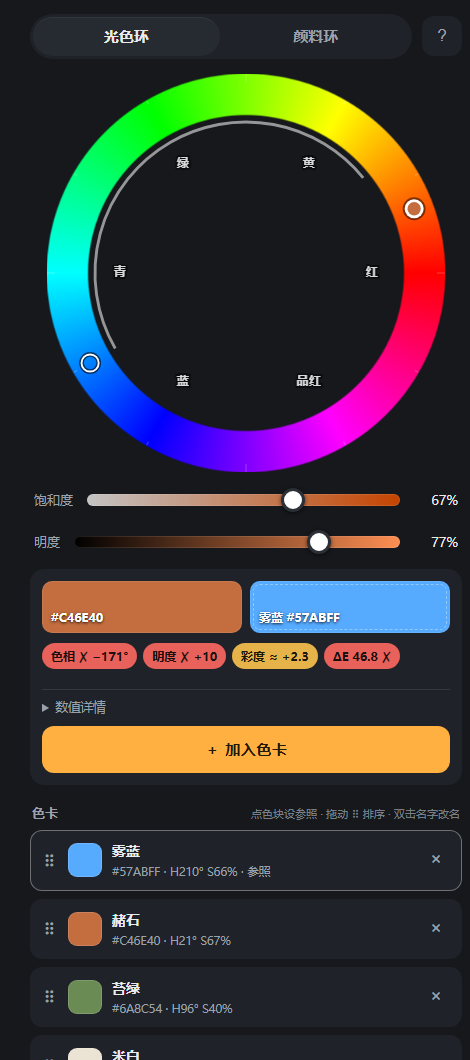 光色环 颜料环 ?
绿 黄
青 红
蓝 品红
饱和度 67%
明度 77%
#C46E40 雾蓝 #57ABFF
色相 ✗ −171° 明度 ✗ +10 彩度 ≈ +2.3 ΔE 46.8 ✗
▶ 数值详情
+ 加入色卡
色卡 点色块设参照 · 拖动 ⠿ 排序 · 双击名字改名
雾蓝
#57ABFF · H210° S66% · 参照
赭石
#C46E40 · H21° S67%
苔绿
#6A8C54 · H96° S40%
米白